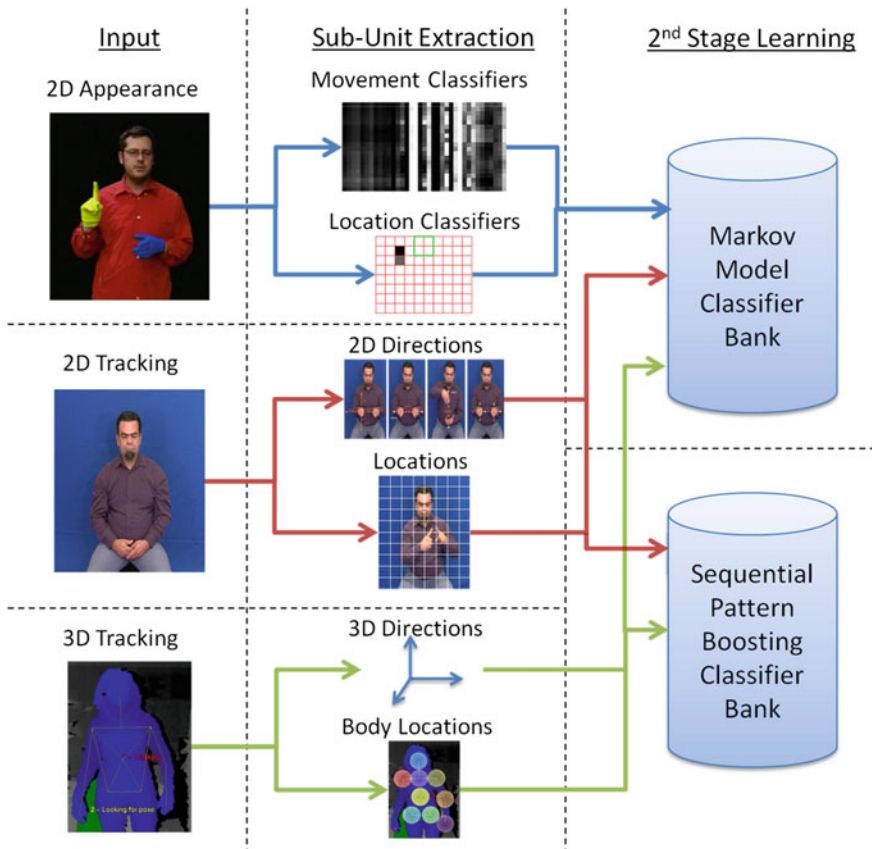 Input
Sub-Unit Extraction
2nd Stage Learning
2D Appearance
Movement Classifiers
Location Classifiers
Markov
Model
Classifier
Bank
2D Tracking
2D Directions
Locations
Sequential
Pattern
Boosting
Classifier
Bank
3D Tracking
3D Directions
Body Locations
2 - Looking for pose